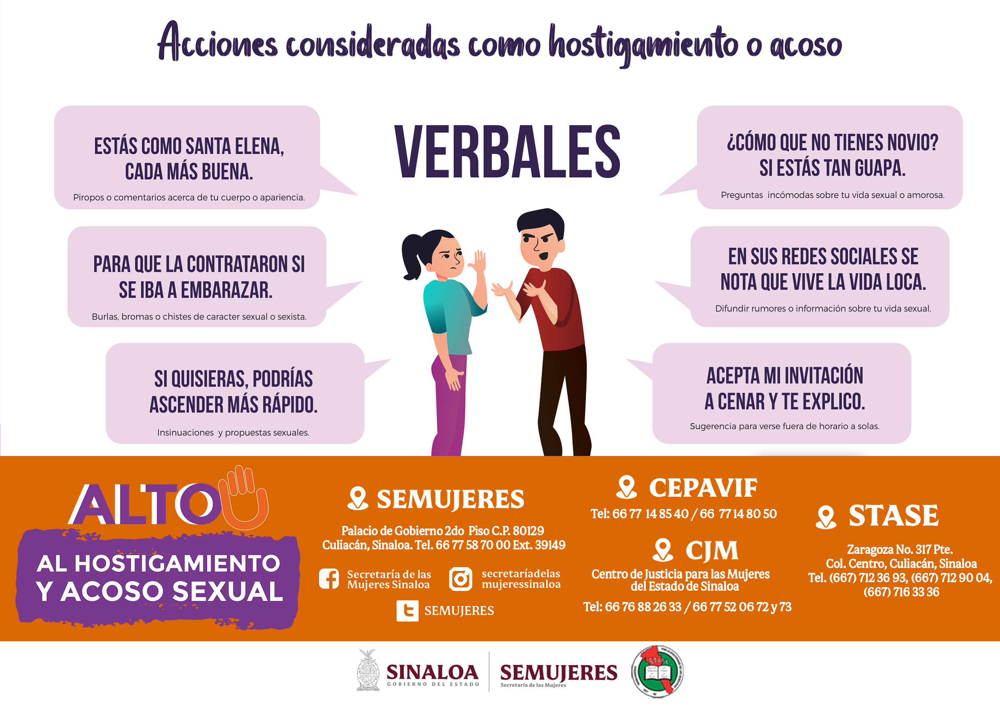 Acciones consideradas como hostigamiento o acoso
VERBALES
ESTÁS COMO SANTA ELENA,
CADA MÁS BUENA.
Piropos o comentarios acerca de tu cuerpo o apariencia.
PARA QUE LA CONTRATARON SI
SE IBA A EMBARAZAR.
Burlas, bromas o chistes de caracter sexual o sexista.
SI QUISIERAS, PODRÍAS
ASCENDER MÁS RÁPIDO.
Insinuaciones y propuestas sexuales.
¿CÓMO QUE NO TIENES NOVIO?
SI ESTÁS TAN GUAPA.
Preguntas incómodas sobre tu vida sexual o amorosa.
EN SUS REDES SOCIALES SE
NOTA QUE VIVE LA VIDA LOCA.
Difundir rumores o información sobre tu vida sexual.
ACEPTA MI INVITACIÓN
A CENAR Y TE EXPLICO.
Sugerencia para verse fuera de horario a solas.
ALTO
AL HOSTIGAMIENTO
Y ACOSO SEXUAL
SEMUJERES
Palacio de Gobierno 2do Piso C.P. 80129
Culiacán, Sinaloa. Tel. 66 77 58 70 00 Ext. 39149
Secretaría de las
Mujeres Sinaloa
secretaríadelas
mujeressinaloa
SEMUJERES
CEPAVIF
Tel: 66 77 14 85 40 / 66 77 14 80 50
CJM
Centro de Justicia para las Mujeres
del Estado de Sinaloa
Tel: 66 76 88 26 33 / 66 77 52 06 72 y 73
STASE
Zaragoza No. 317 Pte.
Col. Centro, Culiacán, Sinaloa
Tel. (667) 712 36 93, (667) 712 90 04,
(667) 716 33 36
SINALOA
GOBIERNO DEL ESTADO
SEMUJERES
Secretaría de las Mujeres
STASE